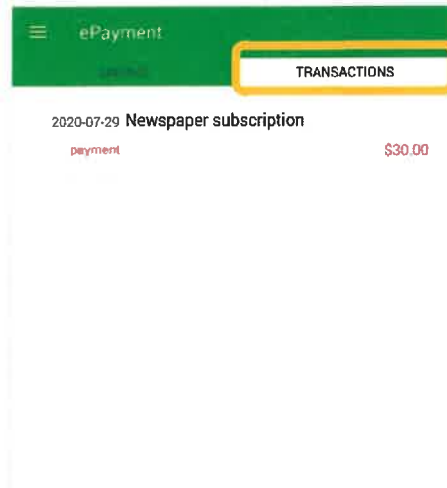 ePayment
TRANSACTIONS
2020-07-29 Newspaper subscription
payment
$30.00